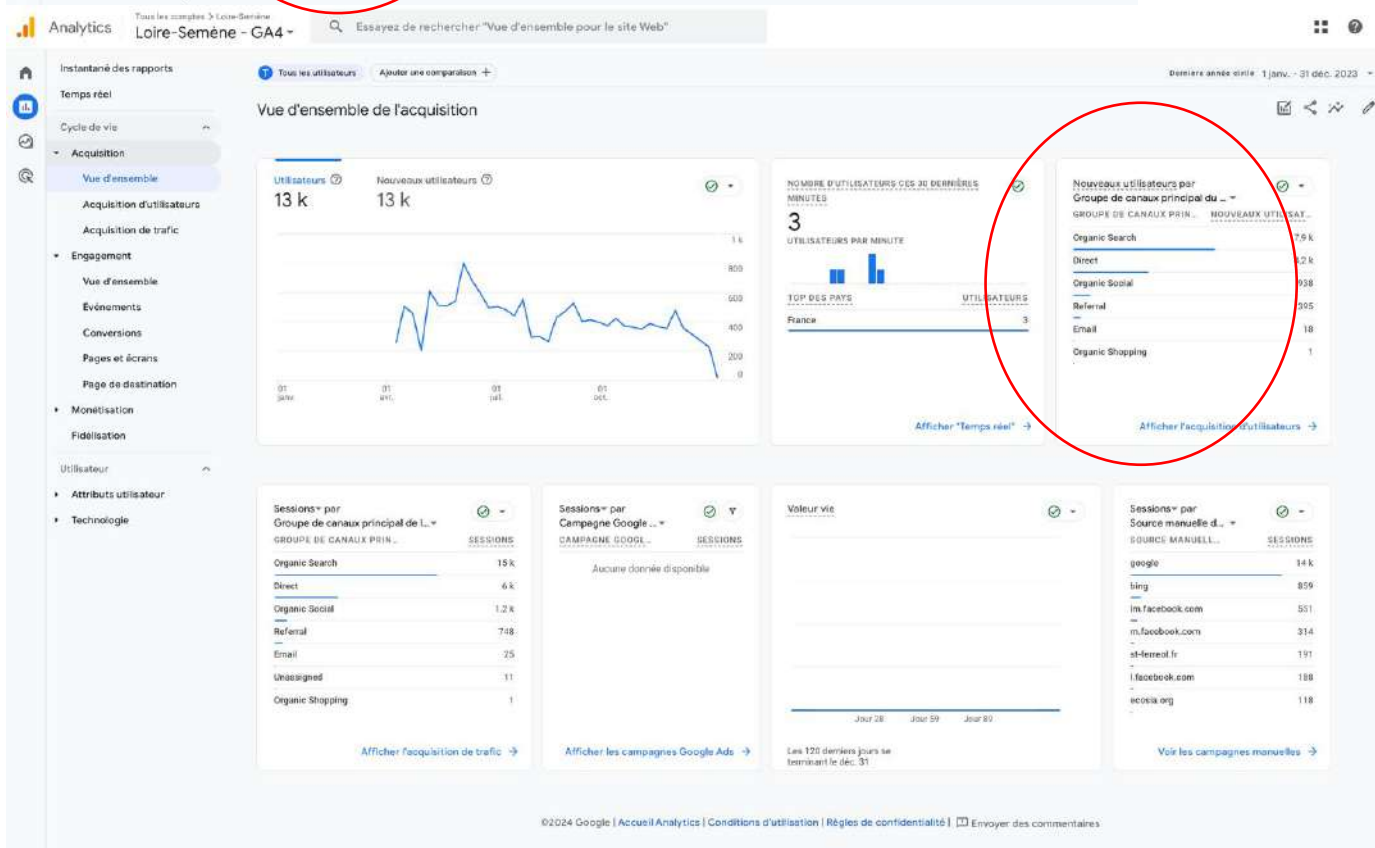 Analytics
Tous les comptes > Loire-Semène
Loire-Semène - GA4
Essayez de rechercher "Vue d'ensemble pour le site Web"
Instantané des rapports
Temps réel
Cycle de vie
Acquisition
Vue d'ensemble
Acquisition d'utilisateurs
Acquisition de trafic
Engagement
Vue d'ensemble
Événements
Conversions
Pages et écrans
Page de destination
Monétisation
Fidélisation
Utilisateur
Attributs utilisateur
Technologie
T Tous les utilisateurs
Ajouter une comparaison +
Dernière année civile 1 janv. - 31 déc. 2023
Vue d'ensemble de l'acquisition
Utilisateurs
13 k
Nouveaux utilisateurs
13 k
1 k
800
600
400
200
0
01 janv.
01 avr.
01 juil.
01 oct.
NOMBRE D'UTILISATEURS CES 30 DERNIÈRES
MINUTES
3
UTILISATEURS PAR MINUTE
TOP DES PAYS UTILISATEURS
France 3
Afficher "Temps réel" →
Nouveaux utilisateurs par
Groupe de canaux principal du ...
GROUPE DE CANAUX PRIN... NOUVEAUX UTILISAT...
Organic Search 7,9 k
Direct 4,2 k
Organic Social 938
Referral 395
Email 18
Organic Shopping 1
Afficher l'acquisition d'utilisateurs →
Sessions par
Groupe de canaux principal de l...
GROUPE DE CANAUX PRIN... SESSIONS
Organic Search 15 k
Direct 6 k
Organic Social 1,2 k
Referral 748
Email 25
Unassigned 11
Organic Shopping 1
Afficher l'acquisition de trafic →
Sessions par
Campagne Google ...
CAMPAGNE GOOGL... SESSIONS
Aucune donnée disponible
Afficher les campagnes Google Ads →
Valeur vie
Jour 28 Jour 59 Jour 89
Les 120 derniers jours se
terminant le déc. 31
Sessions par
Source manuelle d...
SOURCE MANUELL... SESSIONS
google 14 k
bing 859
lm.facebook.com 551
m.facebook.com 314
st-ferreol.fr 191
l.facebook.com 188
ecosia.org 118
Voir les campagnes manuelles →
©2024 Google | Accueil Analytics | Conditions d'utilisation | Règles de confidentialité | Envoyer des commentaires